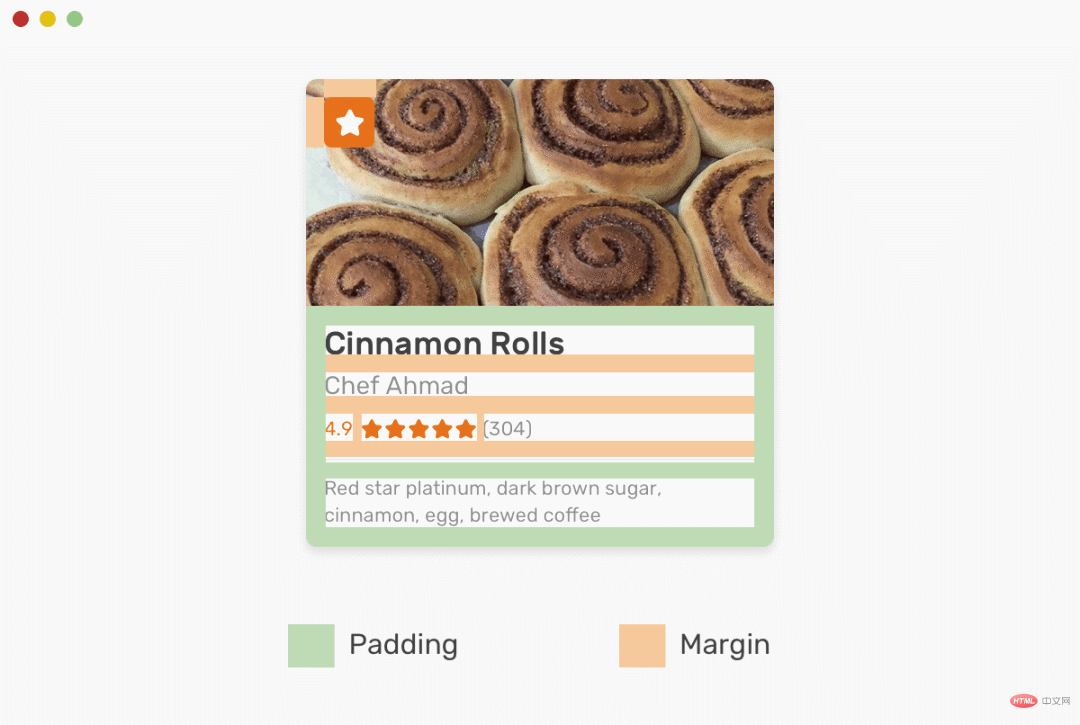 Cinnamon Rolls
Chef Ahmad
4.9 (304)
Red star platinum, dark brown sugar,
cinnamon, egg, brewed coffee
Padding
Margin
HTML 中文网